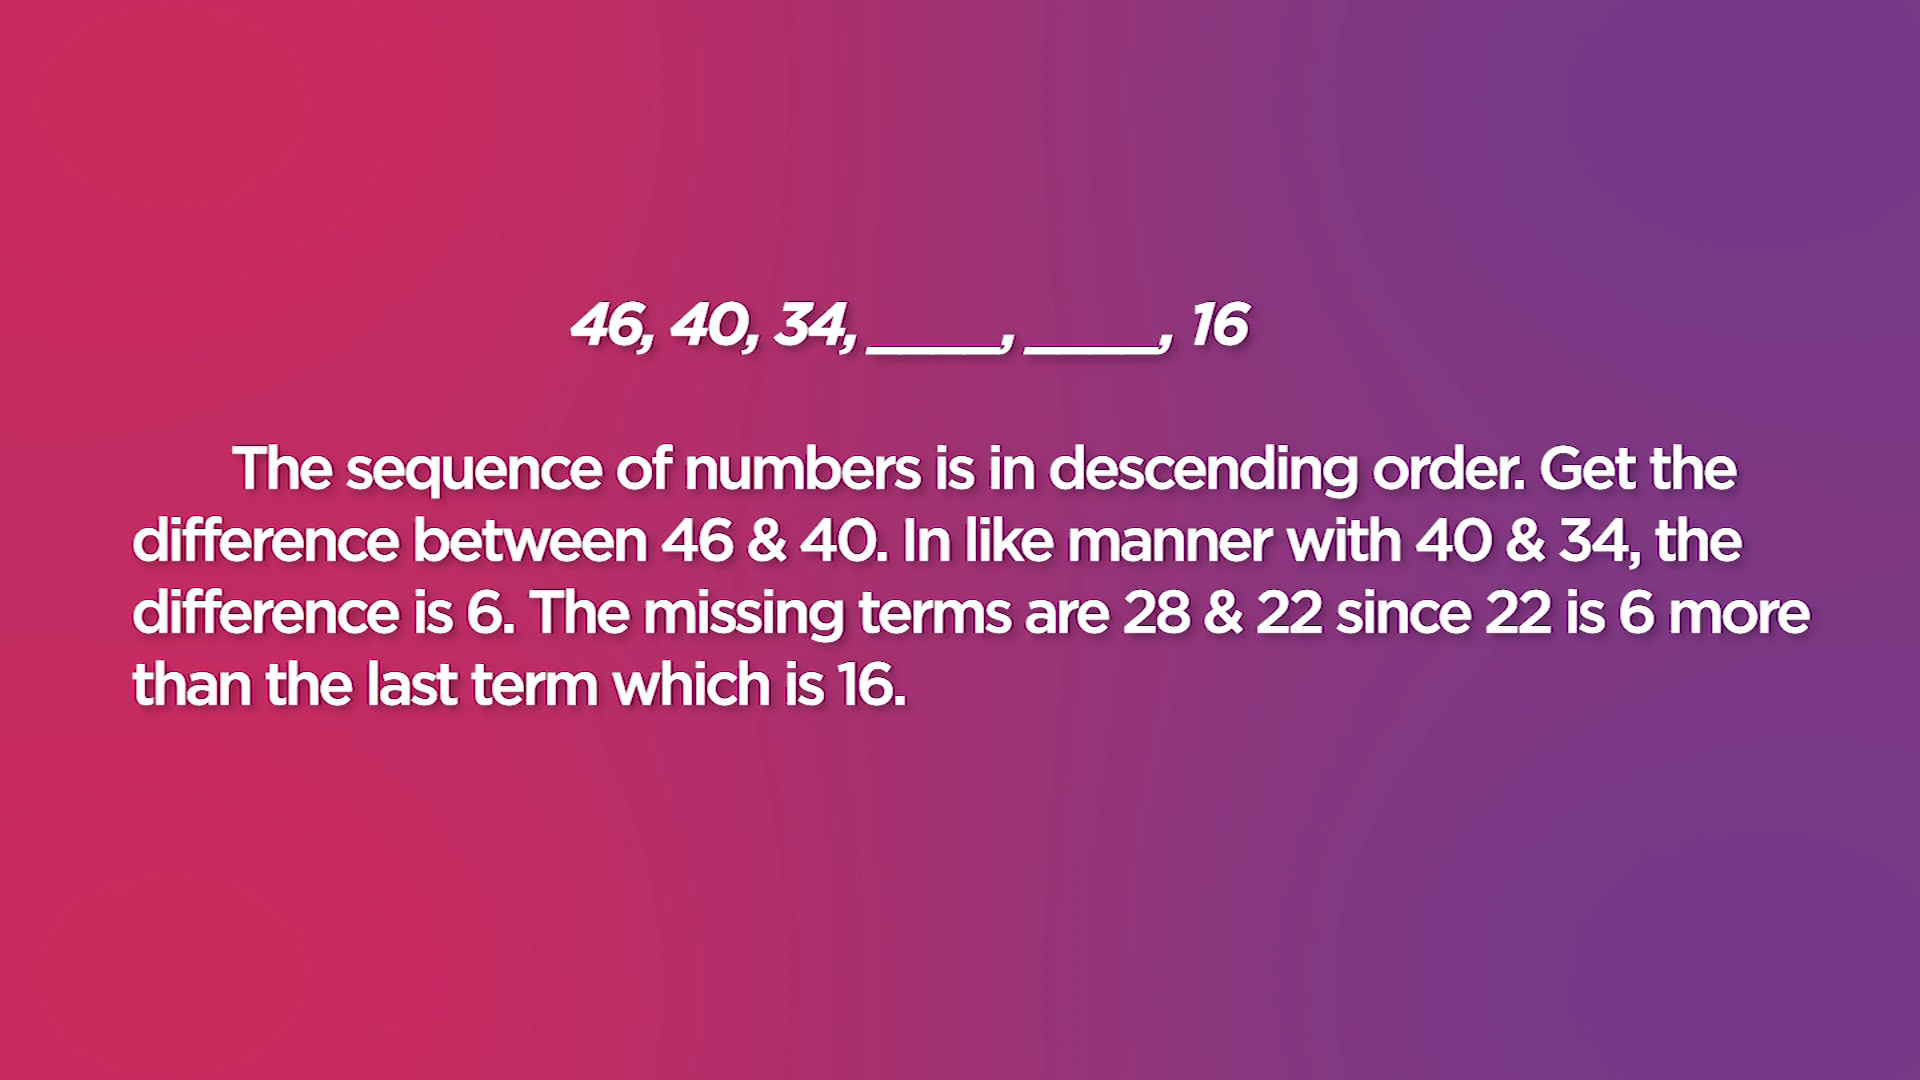 46, 40, 34, ____, ____, 16
The sequence of numbers is in descending order. Get the
difference between 46 & 40. In like manner with 40 & 34, the
difference is 6. The missing terms are 28 & 22 since 22 is 6 more
than the last term which is 16.